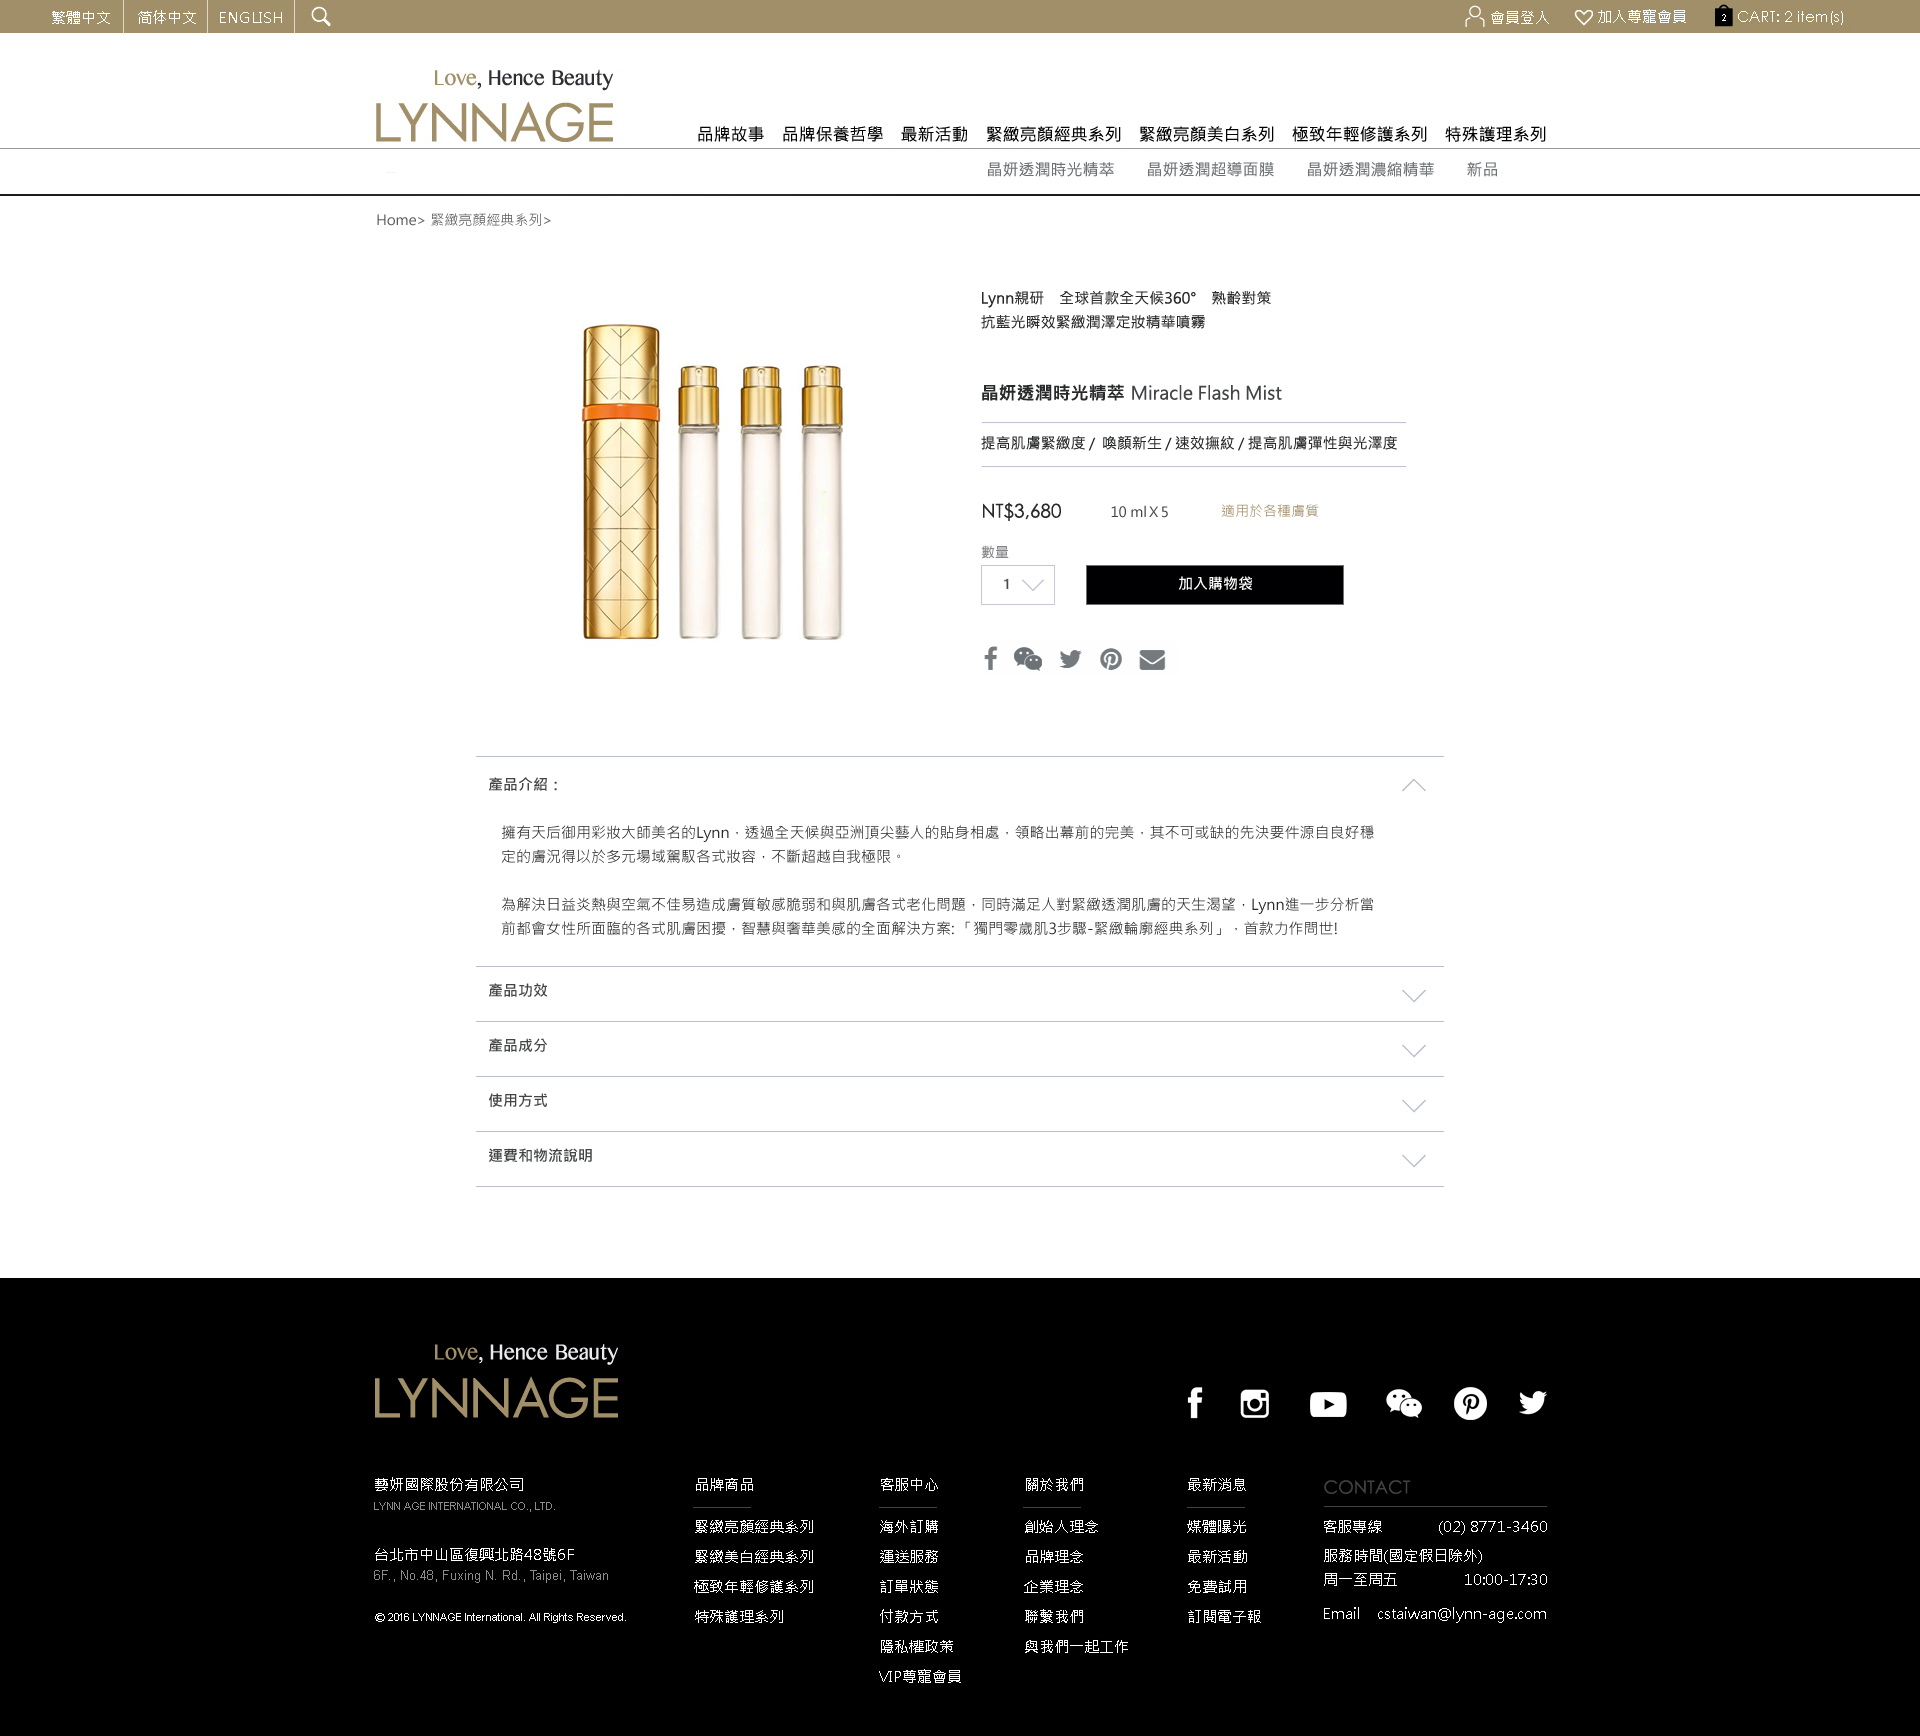 繁體中文
简体中文
ENGLISH
會員登入
加入尊寵會員
2
CART: 2 item(s)
Love, Hence Beauty
LYNNAGE
品牌故事 品牌保養哲學 最新活動 緊緻亮顏經典系列 緊緻亮顏美白系列 極致年輕修護系列 特殊護理系列
晶妍透潤時光精萃 晶妍透潤超導面膜 晶妍透潤濃縮精華 新品
Home> 緊緻亮顏經典系列>
Lynn親研　全球首款全天候360°　熟齡對策
抗藍光瞬效緊緻潤澤定妝精華噴霧
晶妍透潤時光精萃 Miracle Flash Mist
提高肌膚緊緻度 / 喚顏新生 / 速效撫紋 / 提高肌膚彈性與光澤度
NT$3,680 10 ml X 5 適用於各種膚質
數量
1 加入購物袋
產品介紹：
擁有天后御用彩妝大師美名的Lynn，透過全天候與亞洲頂尖藝人的貼身相處，領略出幕前的完美，其不可或缺的先決要件源自良好穩
定的膚況得以於多元場域駕馭各式妝容，不斷超越自我極限。
為解決日益炎熱與空氣不佳易造成膚質敏感脆弱和與肌膚各式老化問題，同時滿足人對緊緻透潤肌膚的天生渴望，Lynn進一步分析當
前都會女性所面臨的各式肌膚困擾，智慧與奢華美感的全面解決方案:「獨門零歲肌3步驟-緊緻輪廓經典系列」，首款力作問世!
產品功效
產品成分
使用方式
運費和物流說明
Love, Hence Beauty
LYNNAGE
藝妍國際股份有限公司
LYNN AGE INTERNATIONAL CO., LTD.
台北市中山區復興北路48號6F
6F., No.48, Fuxing N. Rd., Taipei, Taiwan
© 2016 LYNNAGE International. All Rights Reserved.
品牌商品
緊緻亮顏經典系列
緊緻美白經典系列
極致年輕修護系列
特殊護理系列
客服中心
海外訂購
運送服務
訂單狀態
付款方式
隱私權政策
VIP尊寵會員
關於我們
創始人理念
品牌理念
企業理念
聯繫我們
與我們一起工作
最新消息
媒體曝光
最新活動
免費試用
訂閱電子報
CONTACT
客服專線 (02) 8771-3460
服務時間(國定假日除外)
周一至周五 10:00-17:30
Email cstaiwan@lynn-age.com